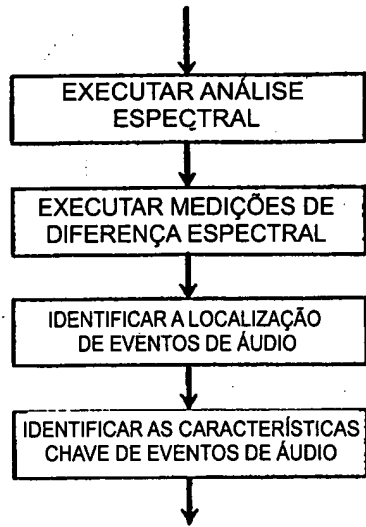 EXECUTAR ANÁLISE
ESPECTRAL
EXECUTAR MEDIÇÕES DE
DIFERENÇA ESPECTRAL
IDENTIFICAR A LOCALIZAÇÃO
DE EVENTOS DE ÁUDIO
IDENTIFICAR AS CARACTERÍSTICAS
CHAVE DE EVENTOS DE ÁUDIO